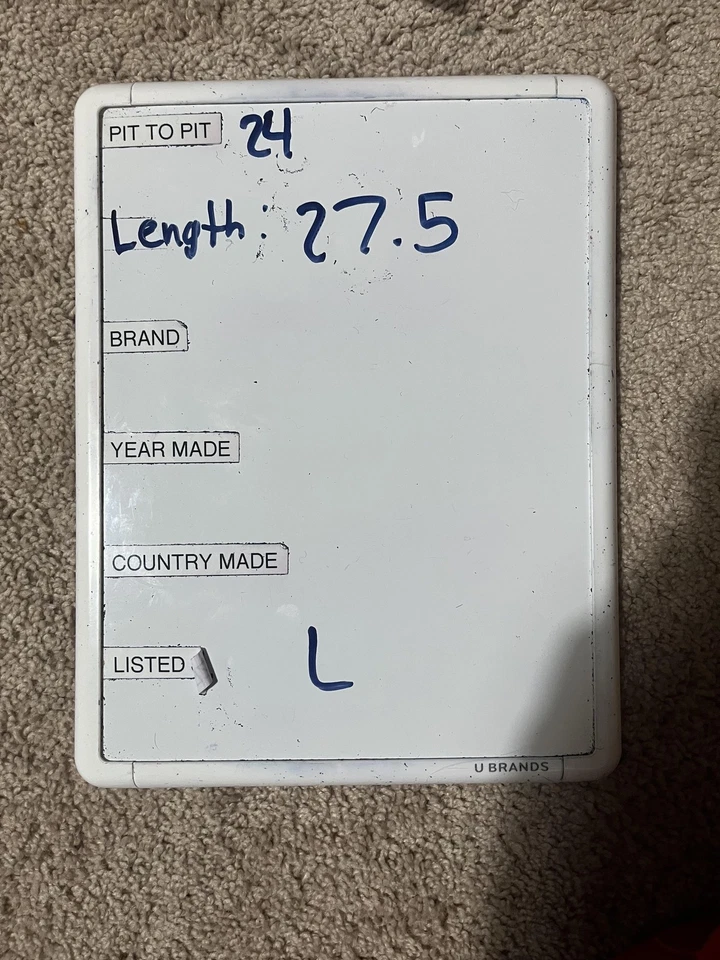 PIT TO PIT 24
Length: 27.5
BRAND
YEAR MADE
COUNTRY MADE
LISTED L
U BRANDS